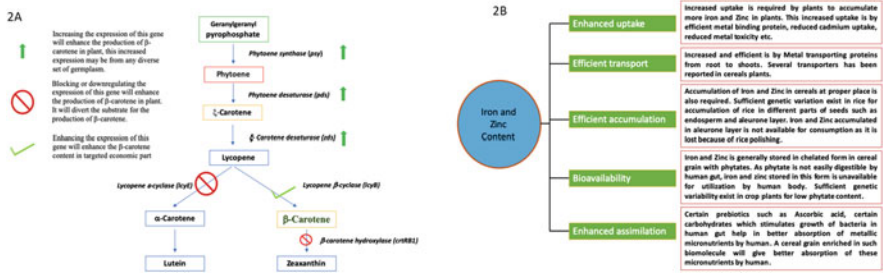 2A
Increasing the expression of this gene
will enhance the production of β-
carotene in plant, this increased
expression may be from any diverse
set of germplasm.
Blocking or downregulating the
expression of this gene will enhance
the production of β-carotene in plant.
It will divert the substrate for the
production of β-carotene.
Enhancing the expression of this
gene will enhance the β-carotene
content in targeted economic part
Geranylgeranyl
pyrophosphate
Phytoene synthase (psy)
Phytoene
Phytoene desaturase (pds)
ζ-Carotene
ζ-Carotene desaturase (zds)
Lycopene
Lycopene α-cyclase (lcyE)
Lycopene β-cyclase (lcyB)
α-Carotene
β-Carotene
β-carotene hydroxylase (crtRB1)
Lutein
Zeaxanthin
2B
Iron and
Zinc
Content
Enhanced uptake
Increased uptake is required by plants to accumulate
more iron and Zinc in plants. This increased uptake is by
efficient metal binding protein, reduced cadmium uptake,
reduced metal toxicity etc.
Efficient transport
Increased and efficient is by Metal transporting proteins
from root to shoots. Several transporters has been
reported in cereals plants.
Efficient accumulation
Accumulation of Iron and Zinc in cereals at proper place is
also required. Sufficient genetic variation exist in rice for
accumulation of rice in different parts of seeds such as
endosperm and aleurone layer. Iron and Zinc accumulated
in aleurone layer is not available for consumption as it is
lost because of rice polishing.
Bioavailability
Iron and Zinc is generally stored in chelated form in cereal
grain with phytates. As phytate is not easily digestible by
human gut, iron and zinc stored in this form is unavailable
for utilization by human body. Sufficient genetic
variability exist in crop plants for low phytate content.
Enhanced assimilation
Certain prebiotics such as Ascorbic acid, certain
carbohydrates which stimulates growth of bacteria in
human gut help in better absorption of metallic
micronutrients by human. A cereal grain enriched in such
biomolecule will give better absorption of these
micronutrients by human.